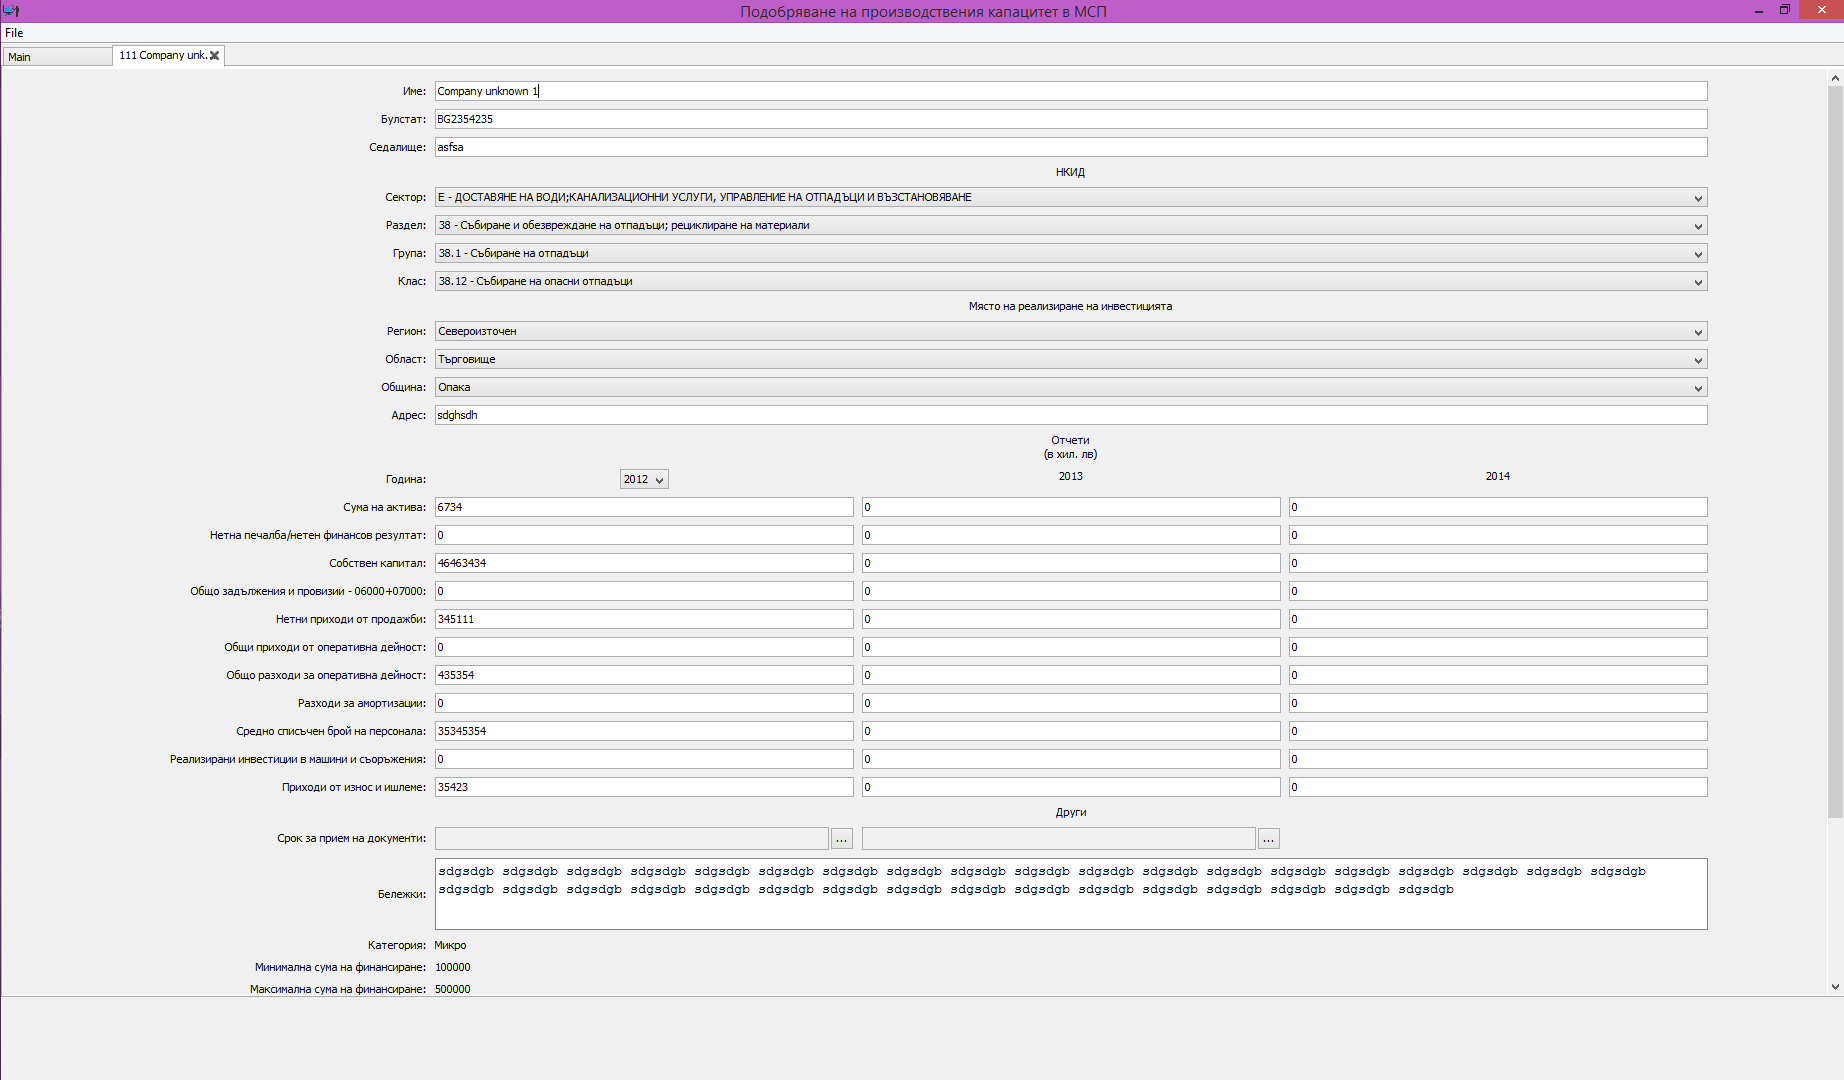 Подобряване на производствения капацитет в МСП
File
Main
111 Company unk.
Име: Company unknown 1
Булстат: BG2354235
Седалище: asfsa
НКИД
Сектор: Е - ДОСТАВЯНЕ НА ВОДИ;КАНАЛИЗАЦИОННИ УСЛУГИ, УПРАВЛЕНИЕ НА ОТПАДЪЦИ И ВЪЗСТАНОВЯВАНЕ
Раздел: 38 - Събиране и обезвреждане на отпадъци; рециклиране на материали
Група: 38.1 - Събиране на отпадъци
Клас: 38.12 - Събиране на опасни отпадъци
Място на реализиране на инвестицията
Регион: Североизточен
Област: Търговище
Община: Опака
Адрес: sdghsdh
Отчети
(в хил. лв)
Година: 2012 2013 2014
Сума на актива: 6734 0 0
Нетна печалба/нетен финансов резултат: 0 0 0
Собствен капитал: 46463434 0 0
Общо задължения и провизии - 06000+07000: 0 0 0
Нетни приходи от продажби: 345111 0 0
Общи приходи от оперативна дейност: 0 0 0
Общо разходи за оперативна дейност: 435354 0 0
Разходи за амортизации: 0 0 0
Средно списъчен брой на персонала: 35345354 0 0
Реализирани инвестиции в машини и съоръжения: 0 0 0
Приходи от износ и ишлеме: 35423 0 0
Други
Срок за прием на документи: ... ...
Бележки: sdgsdgb sdgsdgb sdgsdgb sdgsdgb sdgsdgb sdgsdgb sdgsdgb sdgsdgb sdgsdgb sdgsdgb sdgsdgb sdgsdgb sdgsdgb sdgsdgb sdgsdgb sdgsdgb sdgsdgb sdgsdgb sdgsdgb
sdgsdgb sdgsdgb sdgsdgb sdgsdgb sdgsdgb sdgsdgb sdgsdgb sdgsdgb sdgsdgb sdgsdgb sdgsdgb sdgsdgb sdgsdgb sdgsdgb sdgsdgb sdgsdgb
Категория: Микро
Минимална сума на финансиране: 100000
Максимална сума на финансиране: 500000